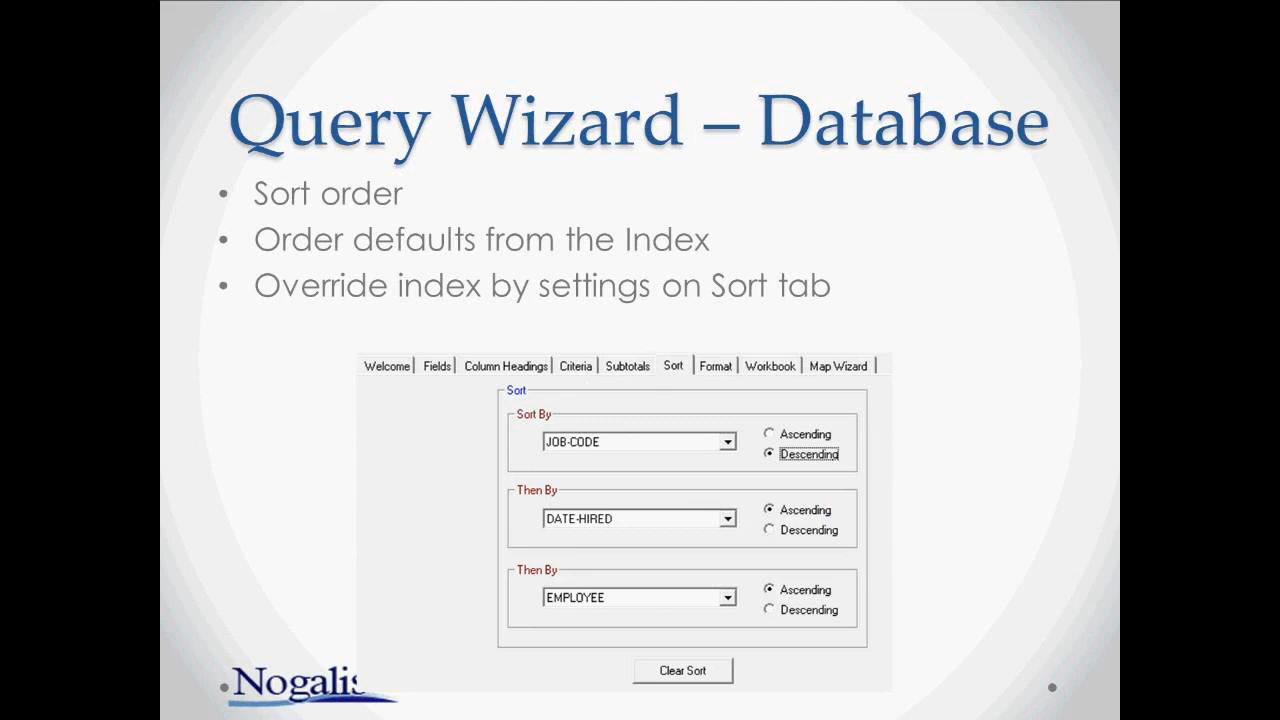 Query Wizard – Database
• Sort order
• Order defaults from the Index
• Override index by settings on Sort tab
Welcome Fields Column Headings Criteria Subtotals Sort Format Workbook Map Wizard
Sort
Sort By
JOB-CODE
Ascending
Descending
Then By
DATE-HIRED
Ascending
Descending
Then By
EMPLOYEE
Ascending
Descending
Clear Sort
Nogalis